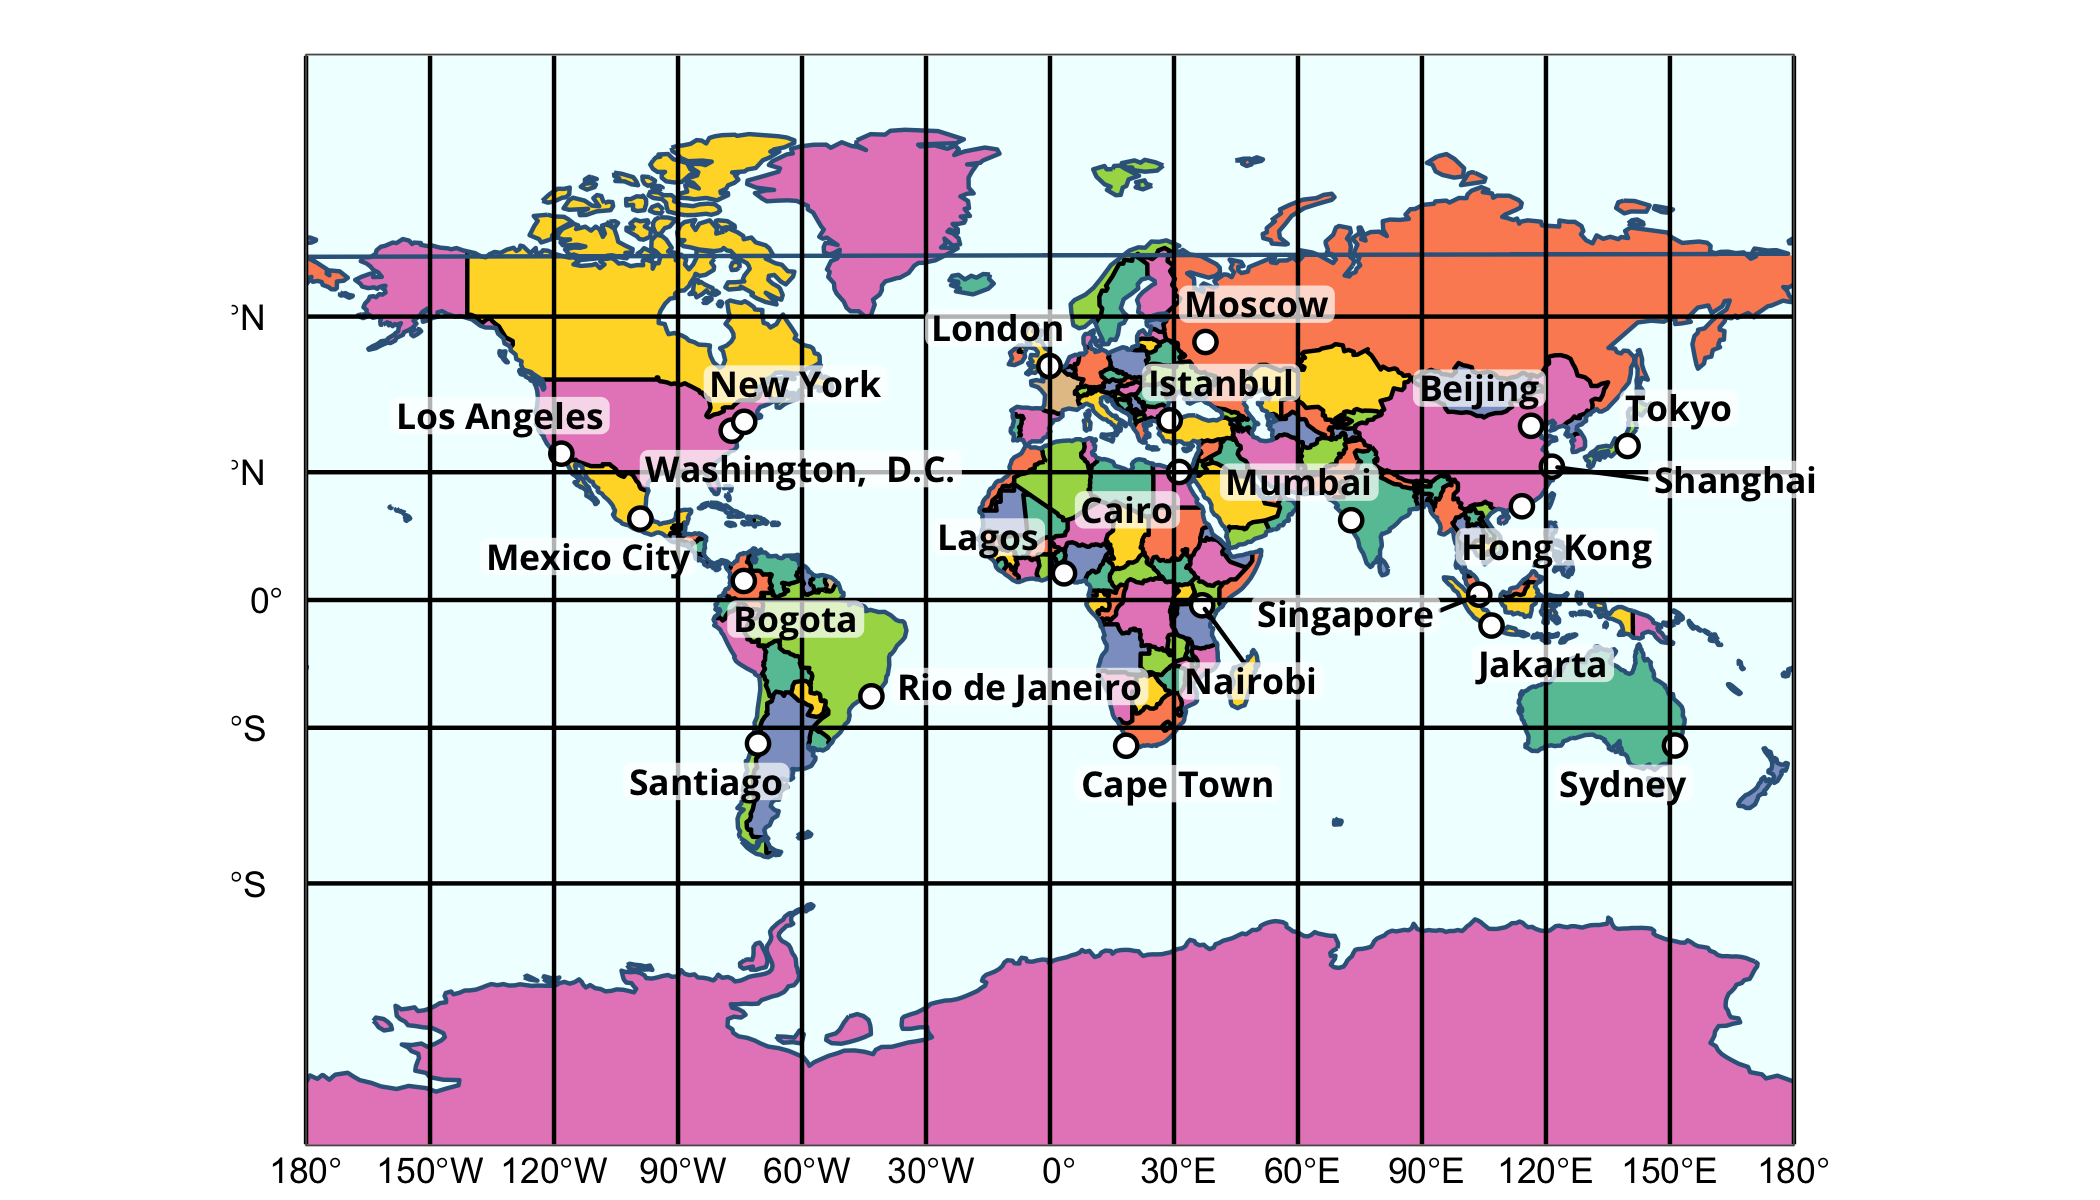 Moscow
°N
London
New York
Istanbul
Beijing
Los Angeles
Tokyo
°N
Washington, D.C.
Mumbai
Shanghai
Cairo
Lagos
Mexico City
Hong Kong
0°
Singapore
Bogota
Jakarta
Rio de Janeiro
Nairobi
°S
Santiago
Cape Town
Sydney
°S
180° 150°W 120°W 90°W 60°W 30°W 0° 30°E 60°E 90°E 120°E 150°E 180°